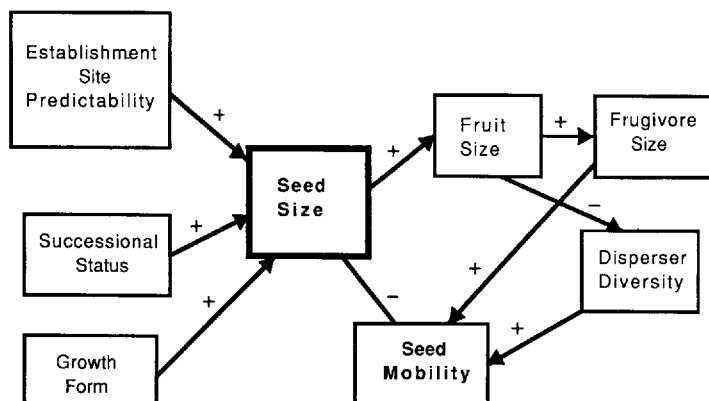 Establishment
Site
Predictability
+
Successional
Status
+
Growth
Form
+
Seed
Size
+
Fruit
Size
+
Frugivore
Size
–
Disperser
Diversity
+
+
–
Seed
Mobility